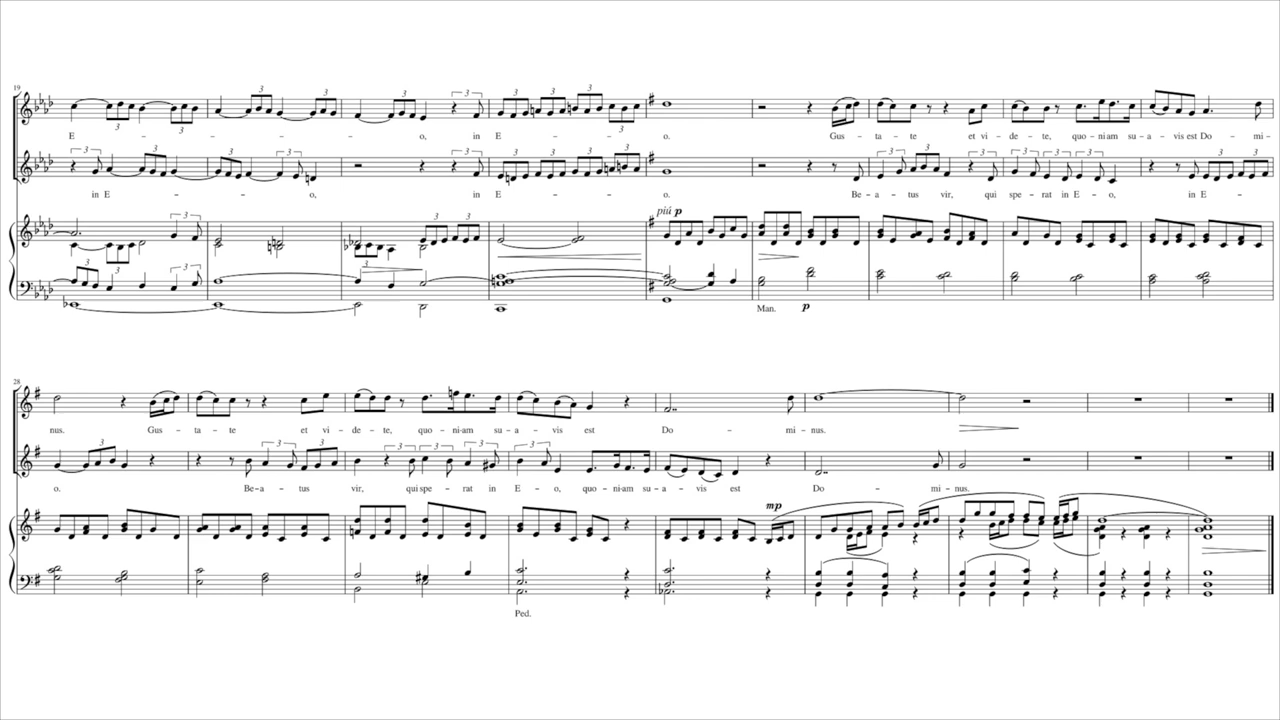 19
E - - - - - - - o, in E - - - - - - - o. Gus - ta - te et vi - de - te, quo - ni - am su - a - vis est Do - mi -
in E - - - - - - - o, in E - - - - - - - o. Be - a - tus vir, qui spe - rat in E - o, in E -
più p
Man. p
28
nus. Gus - ta - te et vi - de - te, quo - ni - am su - a - vis est Do - mi - nus.
o. Be - a - tus vir, qui spe - rat in E - o, quo - ni - am su - a - vis est Do - mi - nus.
mp
Ped.